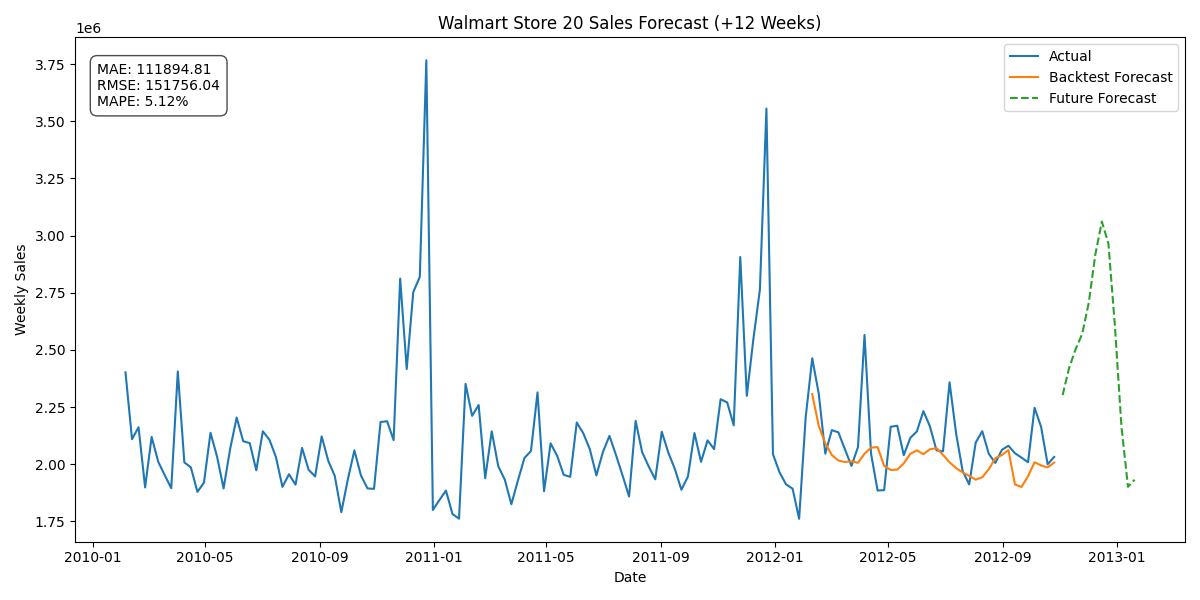 Walmart Store 20 Sales Forecast (+12 Weeks)
1e6
MAE: 111894.81
RMSE: 151756.04
MAPE: 5.12%
Actual
Backtest Forecast
Future Forecast
3.75
3.50
3.25
3.00
2.75
2.50
2.25
2.00
1.75
Weekly Sales
2010-01 2010-05 2010-09 2011-01 2011-05 2011-09 2012-01 2012-05 2012-09 2013-01
Date